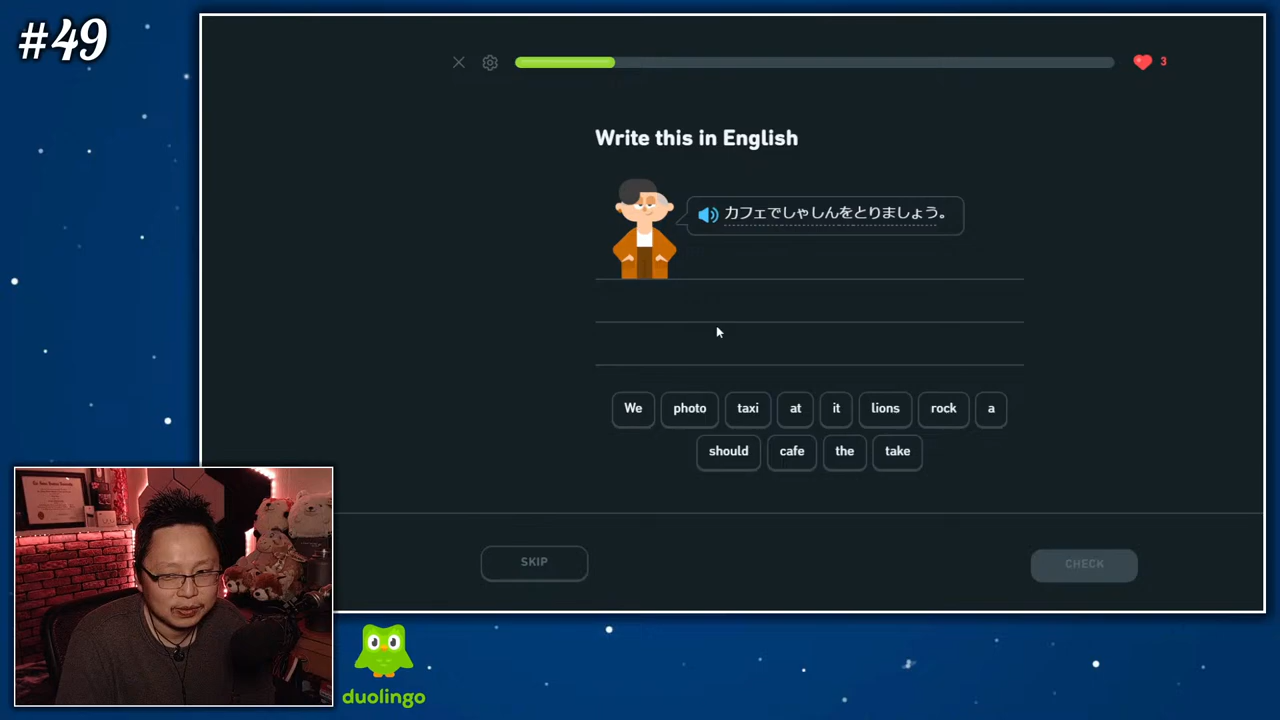 #49
3
Write this in English
カフェでしゃしんをとりましょう。
We photo taxi at it lions rock a
should cafe the take
SKIP CHECK
duolingo